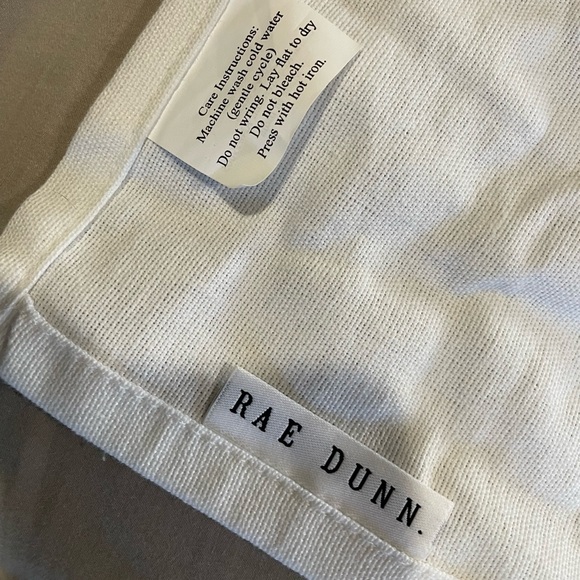 Care Instructions:
Machine wash cold water
(gentle cycle)
Do not wring. Lay flat to dry
Do not bleach.
Press with hot iron.
RAE DUNN.